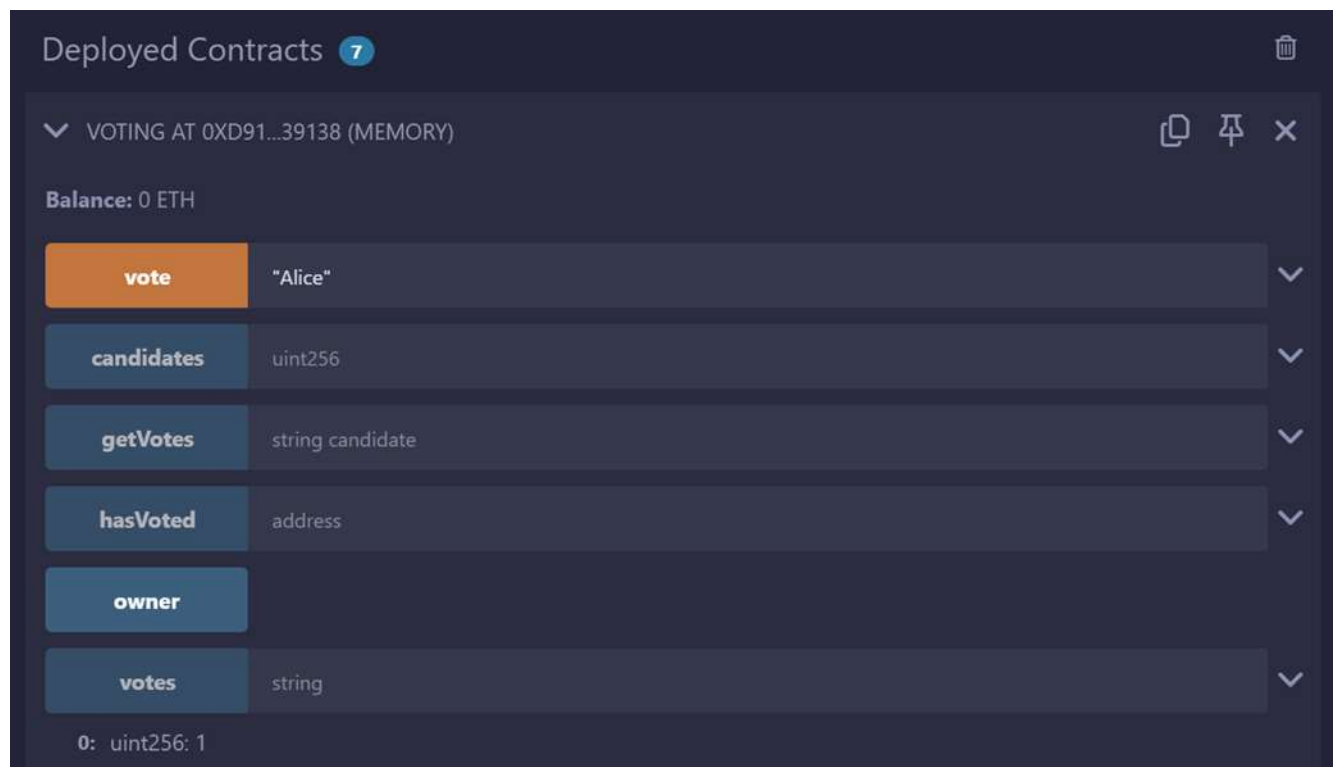 Deployed Contracts 7
VOTING AT 0XD91...39138 (MEMORY)
Balance: 0 ETH
vote "Alice"
candidates uint256
getVotes string candidate
hasVoted address
owner
votes string
0: uint256: 1